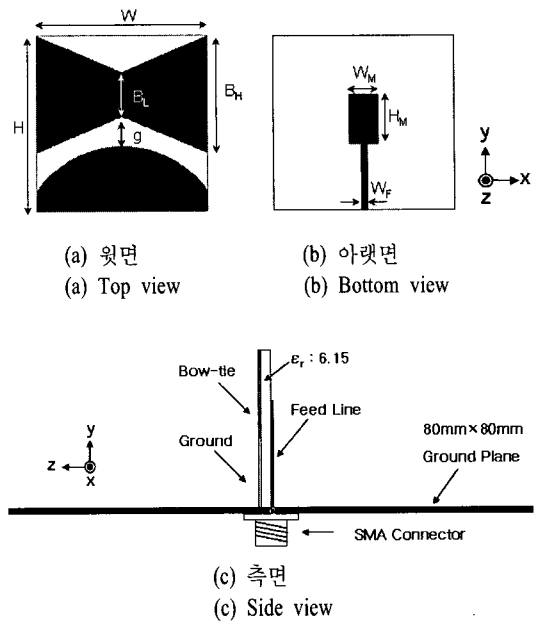 W
H
B_L
B_H
g
(a) 윗면
(a) Top view
W_M
H_M
W_F
y
x
z
(b) 아랫면
(b) Bottom view
Bow-tie
ε_r : 6.15
Feed Line
Ground
y
z
x
80mm×80mm
Ground Plane
SMA Connector
(c) 측면
(c) Side view